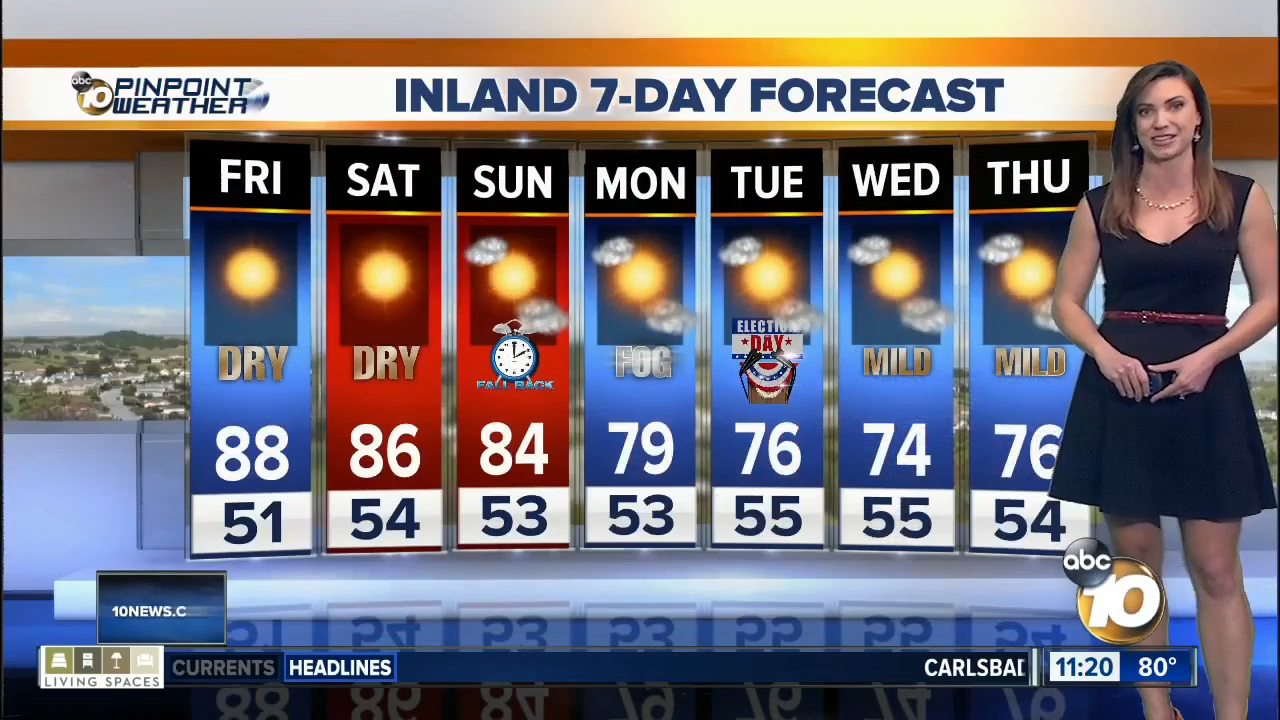 abc
10
PINPOINT
WEATHER
INLAND 7-DAY FORECAST
FRI SAT SUN MON TUE WED THU
ELECTION
DAY
DRY DRY FALL BACK FOG MILD MILD
88 86 84 79 76 74 76
51 54 53 53 55 55 54
abc
10
10NEWS.C
LIVING SPACES
CURRENTS HEADLINES CARLSBAD 11:20 80°